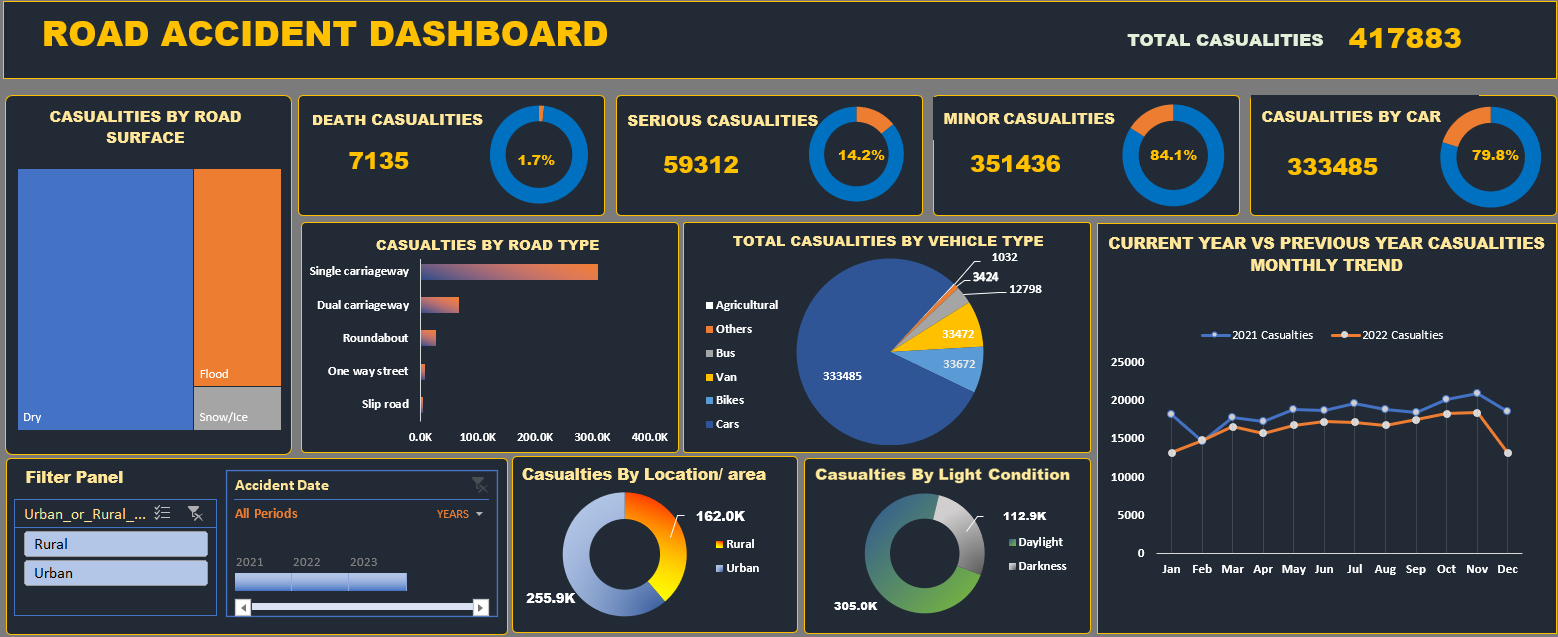 ROAD ACCIDENT DASHBOARD
TOTAL CASUALITIES 417883
CASUALITIES BY ROAD
SURFACE
Dry
Flood
Snow/Ice
DEATH CASUALITIES
7135
1.7%
SERIOUS CASUALITIES
59312
14.2%
MINOR CASUALITIES
351436
84.1%
CASUALITIES BY CAR
333485
79.8%
CASUALTIES BY ROAD TYPE
Single carriageway
Dual carriageway
Roundabout
One way street
Slip road
0.0K 100.0K 200.0K 300.0K 400.0K
TOTAL CASUALITIES BY VEHICLE TYPE
Agricultural
Others
Bus
Van
Bikes
Cars
1032
3424
12798
33472
33672
333485
CURRENT YEAR VS PREVIOUS YEAR CASUALITIES
MONTHLY TREND
2021 Casualties 2022 Casualties
25000
20000
15000
10000
5000
0
Jan Feb Mar Apr May Jun Jul Aug Sep Oct Nov Dec
Filter Panel
Urban_or_Rural_...
Rural
Urban
Accident Date
All Periods YEARS
2021 2022 2023
Casualties By Location/ area
162.0K
Rural
Urban
255.9K
Casualties By Light Condition
112.9K
Daylight
Darkness
305.0K